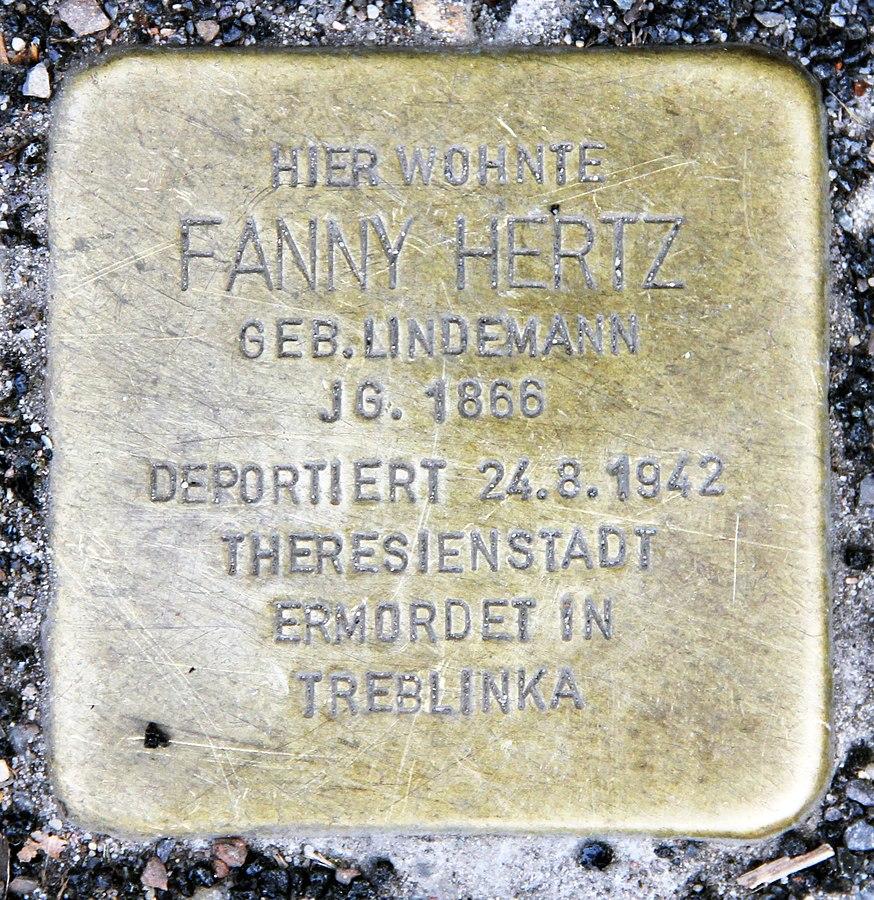 HIER WOHNTE
FANNY HERTZ
GEB. LINDEMANN
JG. 1866
DEPORTIERT 24.8.1942
THERESIENSTADT
ERMORDET IN
TREBLINKA